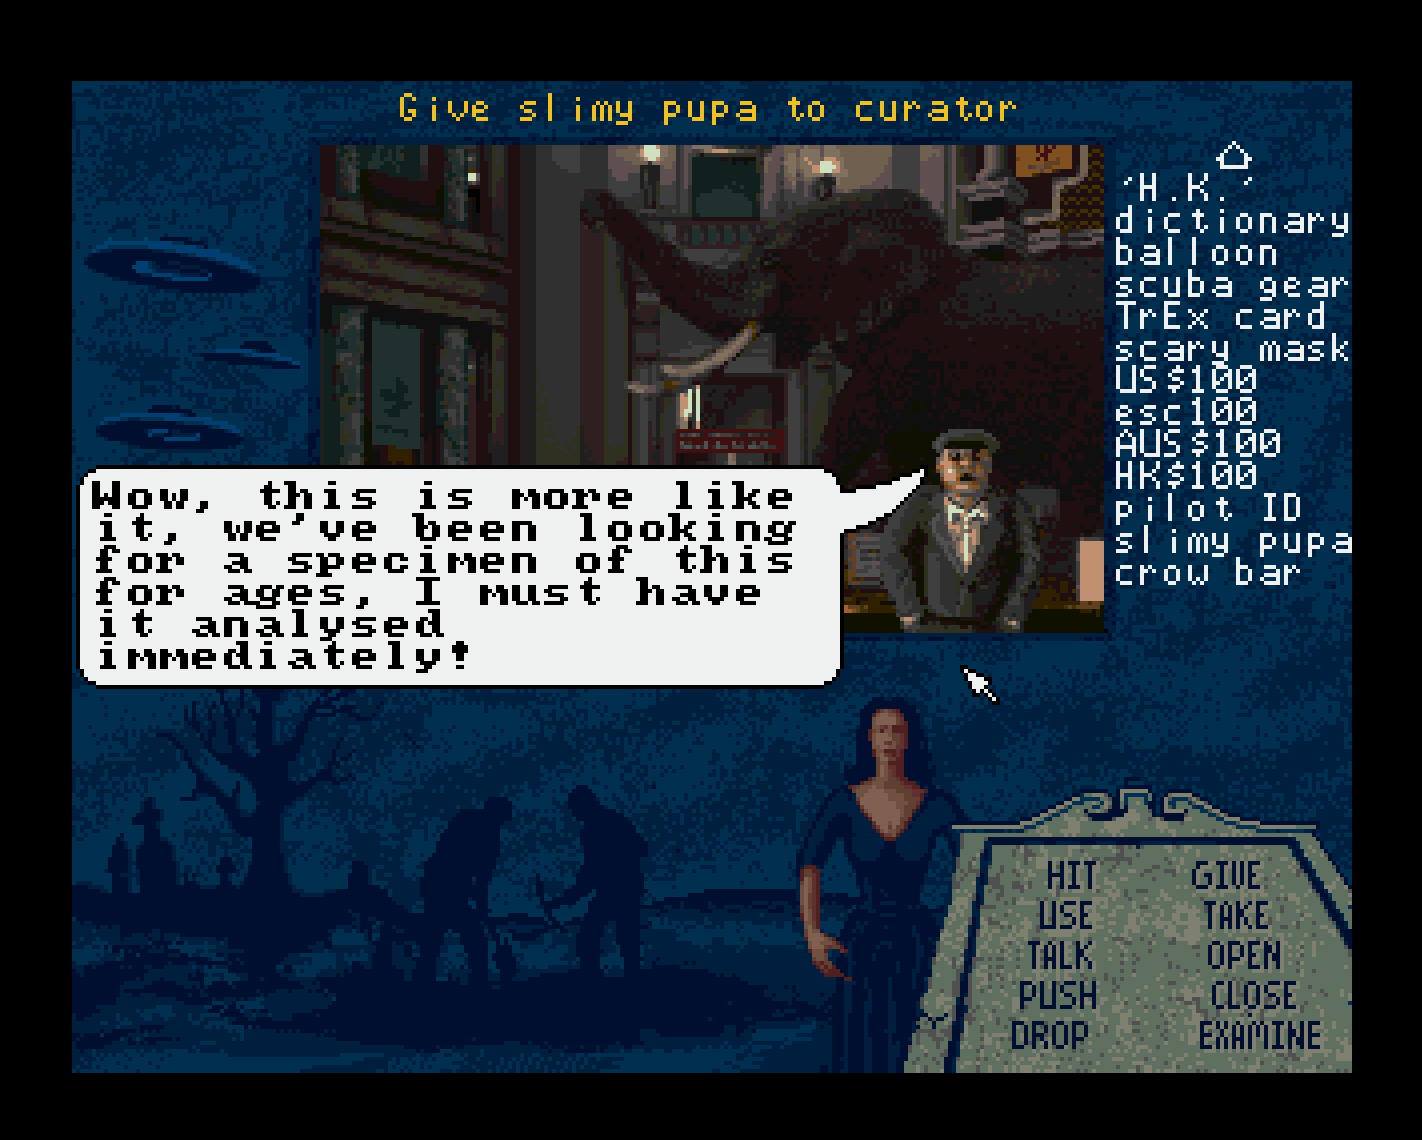 Give slimy pupa to curator
'H.K.'
dictionary
balloon
scuba gear
TrEx card
scary mask
US$100
esc100
AUS$100
HK$100
pilot ID
slimy pupa
crow bar
Wow, this is more like
it, we've been looking
for a specimen of this
for ages, I must have
it analysed
immediately!
HIT GIVE
USE TAKE
TALK OPEN
PUSH CLOSE
DROP EXAMINE